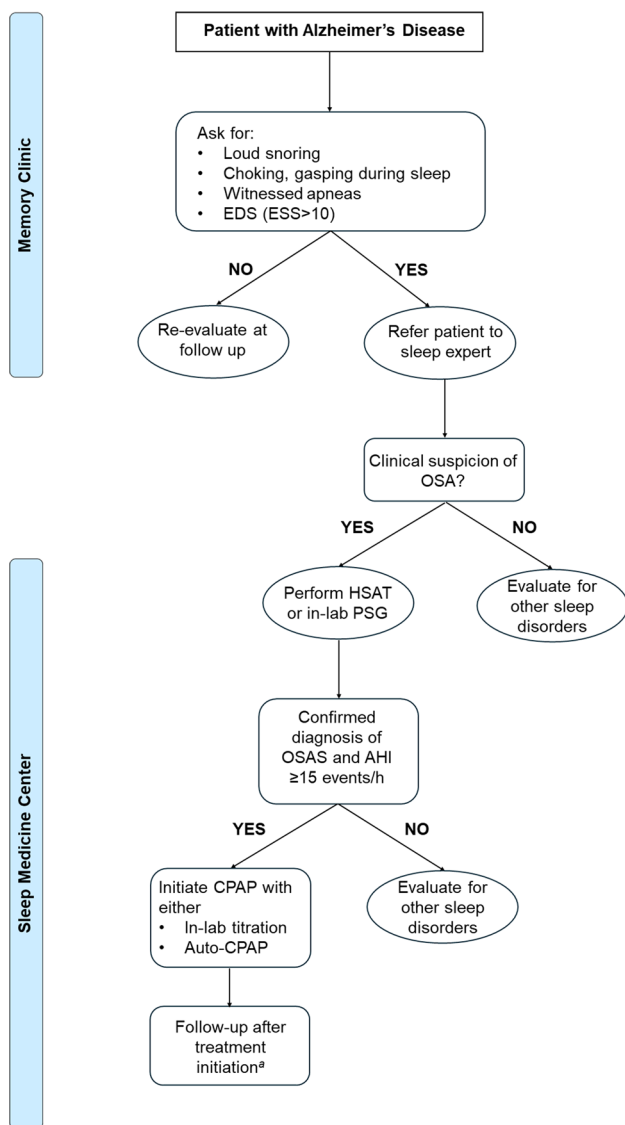 Patient with Alzheimer's Disease
Memory Clinic
Ask for:
• Loud snoring
• Choking, gasping during sleep
• Witnessed apneas
• EDS (ESS>10)
NO
YES
Re-evaluate at
follow up
Refer patient to
sleep expert
Clinical suspicion of
OSA?
YES
NO
Sleep Medicine Center
Perform HSAT
or in-lab PSG
Evaluate for
other sleep
disorders
Confirmed
diagnosis of
OSAS and AHI
≥15 events/h
YES
NO
Initiate CPAP with
either
• In-lab titration
• Auto-CPAP
Evaluate for
other sleep
disorders
Follow-up after
treatment
initiationᵃ